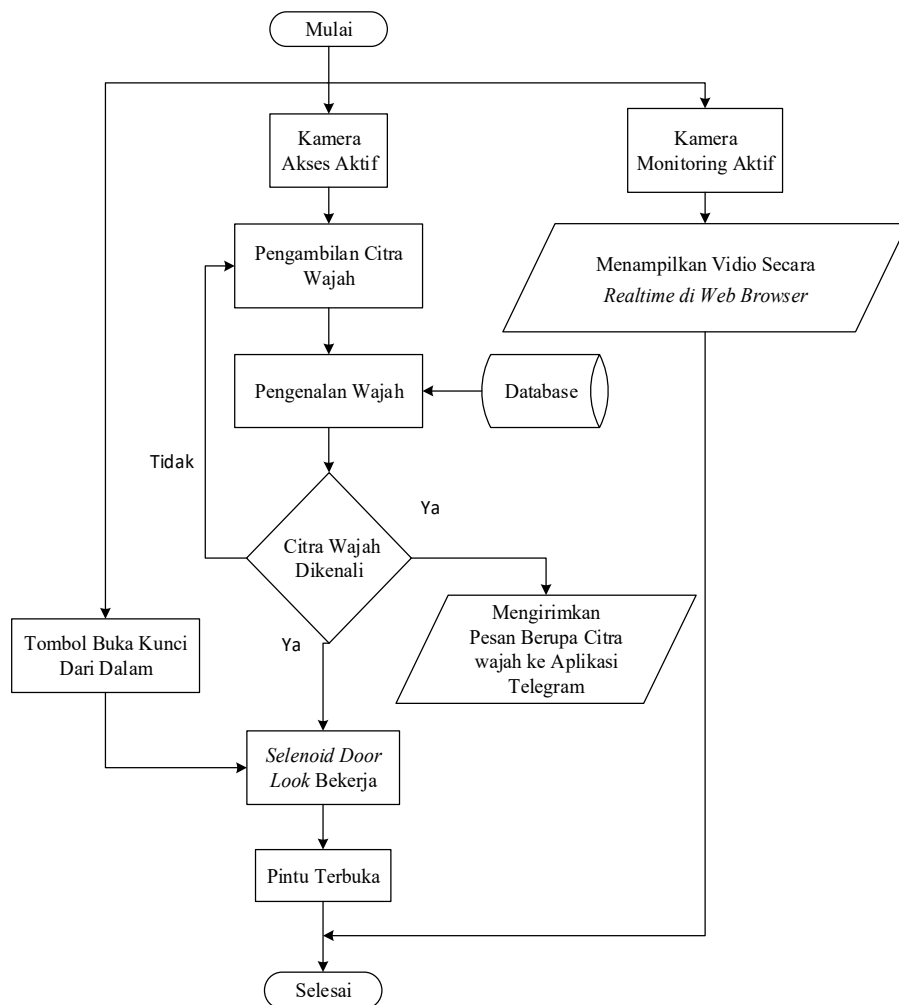 Mulai
Kamera
Akses Aktif
Kamera
Monitoring Aktif
Pengambilan Citra
Wajah
Menampilkan Vidio Secara
Realtime di Web Browser
Pengenalan Wajah
Database
Tidak
Ya
Citra Wajah
Dikenali
Mengirimkan
Pesan Berupa Citra
wajah ke Aplikasi
Telegram
Ya
Tombol Buka Kunci
Dari Dalam
Selenoid Door
Look Bekerja
Pintu Terbuka
Selesai